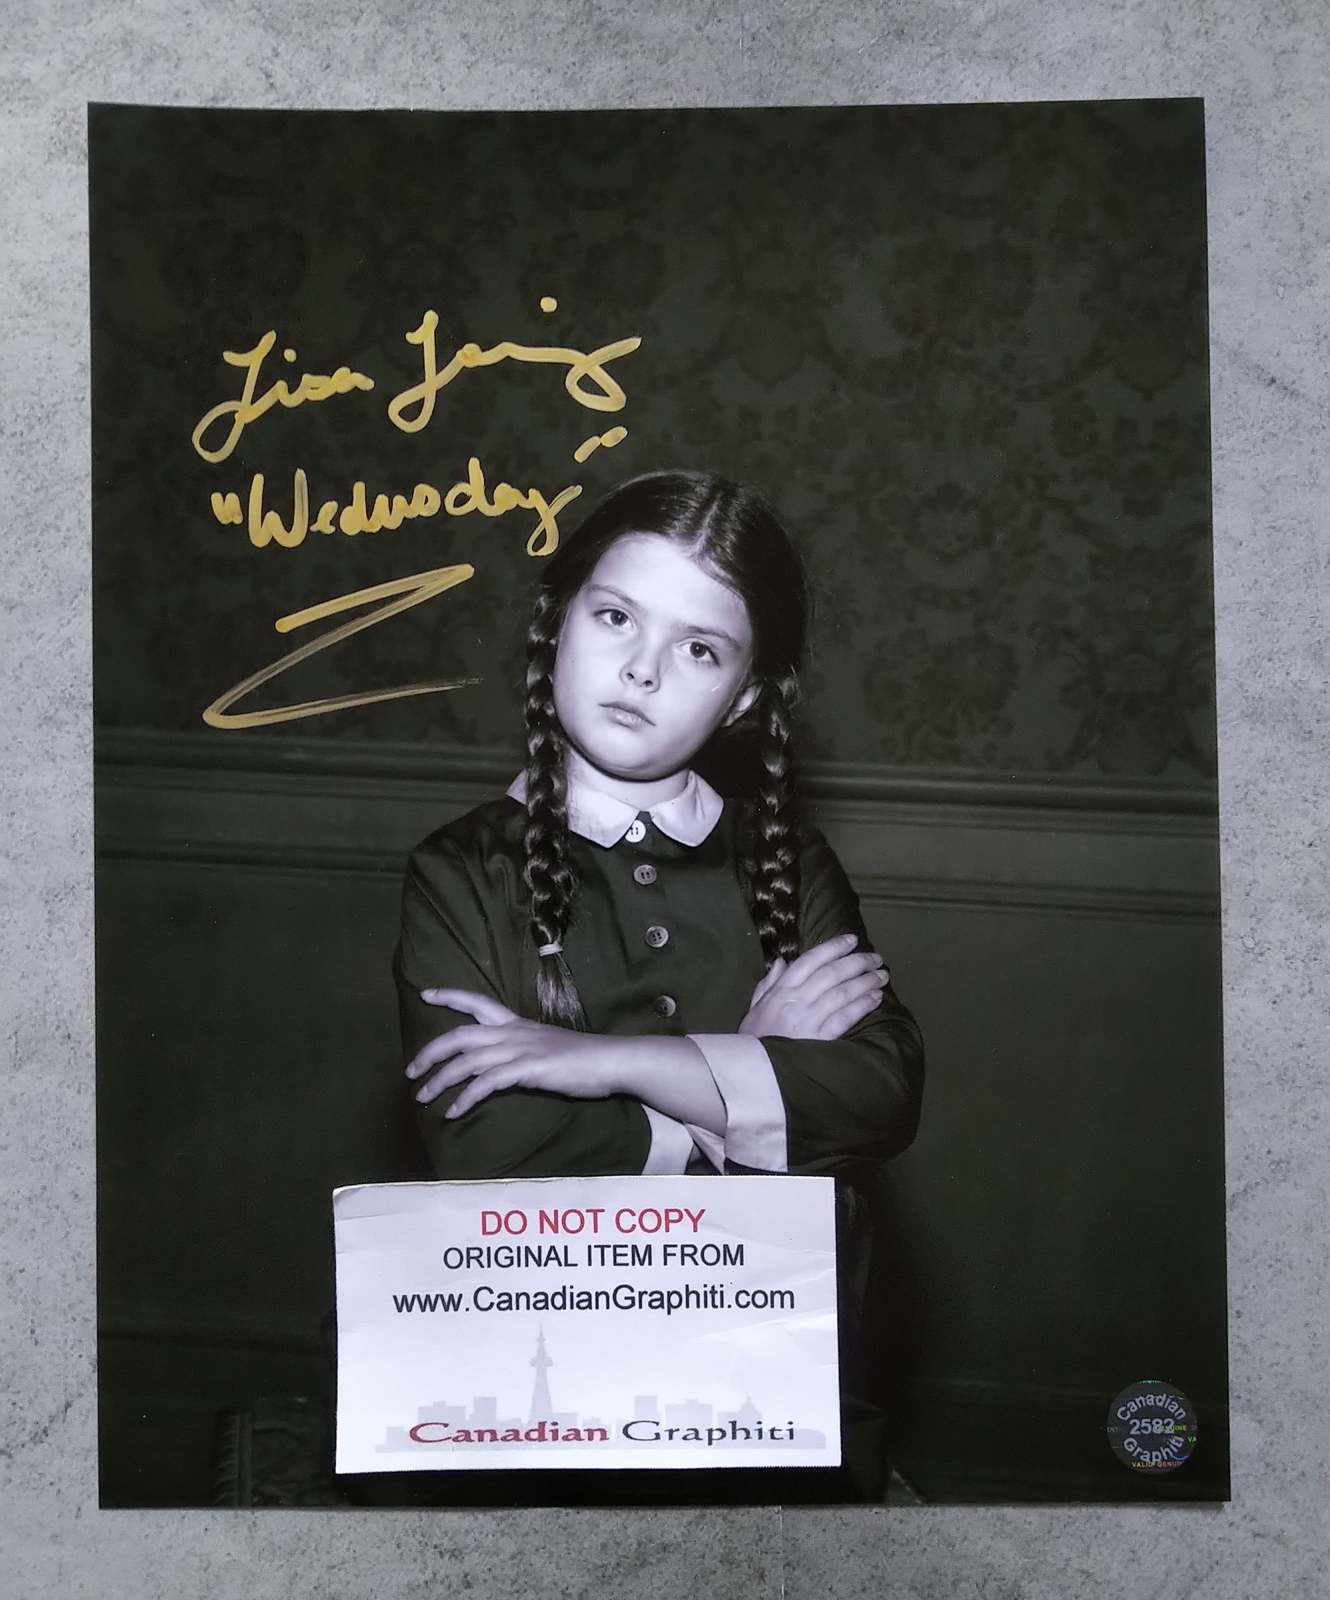 Lisa Loring
"Wednesday"
DO NOT COPY
ORIGINAL ITEM FROM
www.CanadianGraphiti.com
Canadian Graphiti
Canadian
2582
Graphiti